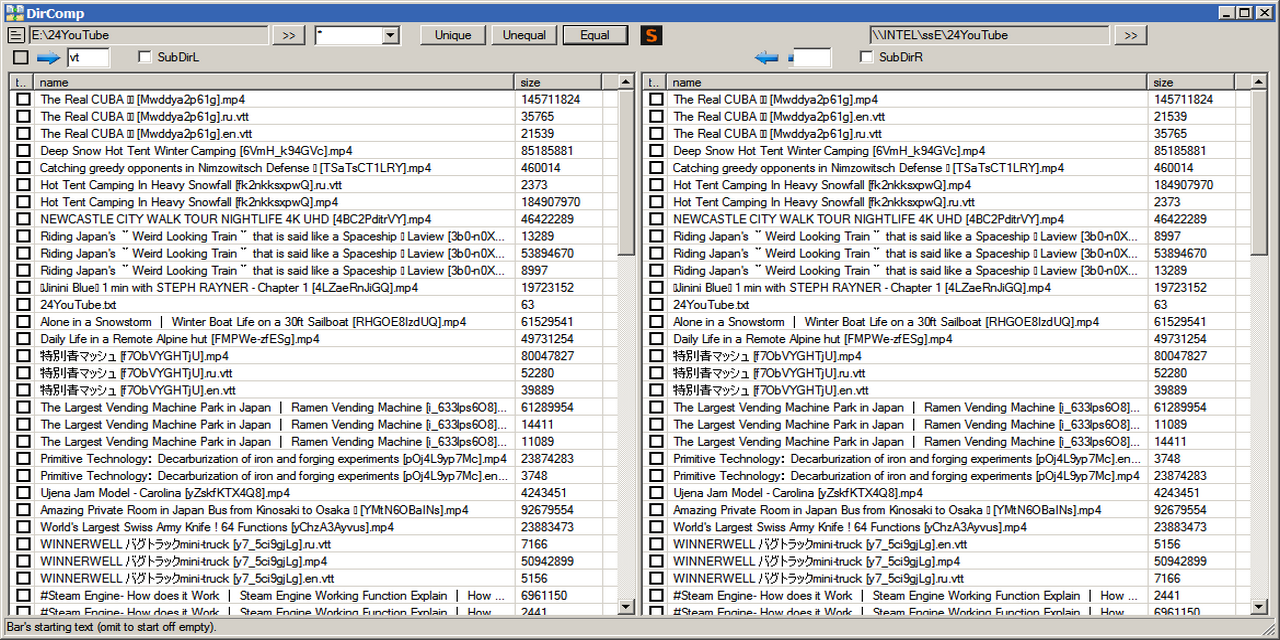 DirComp
E:\24YouTube >> * Unique Unequal Equal S \\INTEL\ssE\24YouTube >>
vt SubDirL SubDirR
t.. name size t.. name size
The Real CUBA [Mwddya2p61g].mp4 145711824 The Real CUBA [Mwddya2p61g].mp4 145711824
The Real CUBA [Mwddya2p61g].ru.vtt 35765 The Real CUBA [Mwddya2p61g].en.vtt 21539
The Real CUBA [Mwddya2p61g].en.vtt 21539 The Real CUBA [Mwddya2p61g].ru.vtt 35765
Deep Snow Hot Tent Winter Camping [6VmH_k94GVc].mp4 85185881 Deep Snow Hot Tent Winter Camping [6VmH_k94GVc].mp4 85185881
Catching greedy opponents in Nimzowitsch Defense [TSaTsCT1LRY].mp4 460014 Catching greedy opponents in Nimzowitsch Defense [TSaTsCT1LRY].mp4 460014
Hot Tent Camping In Heavy Snowfall [fk2nkksxpwQ].ru.vtt 2373 Hot Tent Camping In Heavy Snowfall [fk2nkksxpwQ].mp4 184907970
Hot Tent Camping In Heavy Snowfall [fk2nkksxpwQ].mp4 184907970 Hot Tent Camping In Heavy Snowfall [fk2nkksxpwQ].ru.vtt 2373
NEWCASTLE CITY WALK TOUR NIGHTLIFE 4K UHD [4BC2PditrVY].mp4 46422289 NEWCASTLE CITY WALK TOUR NIGHTLIFE 4K UHD [4BC2PditrVY].mp4 46422289
Riding Japan's ¨ Weird Looking Train ¨ that is said like a Spaceship Laview [3b0-n0X... 13289 Riding Japan's ¨ Weird Looking Train ¨ that is said like a Spaceship Laview [3b0-n0X... 8997
Riding Japan's ¨ Weird Looking Train ¨ that is said like a Spaceship Laview [3b0-n0X... 53894670 Riding Japan's ¨ Weird Looking Train ¨ that is said like a Spaceship Laview [3b0-n0X... 53894670
Riding Japan's ¨ Weird Looking Train ¨ that is said like a Spaceship Laview [3b0-n0X... 8997 Riding Japan's ¨ Weird Looking Train ¨ that is said like a Spaceship Laview [3b0-n0X... 13289
Jinini Blue 1 min with STEPH RAYNER - Chapter 1 [4LZaeRnJiGQ].mp4 19723152 Jinini Blue 1 min with STEPH RAYNER - Chapter 1 [4LZaeRnJiGQ].mp4 19723152
24YouTube.txt 63 24YouTube.txt 63
Alone in a Snowstorm | Winter Boat Life on a 30ft Sailboat [RHGOE8IzdUQ].mp4 61529541 Alone in a Snowstorm | Winter Boat Life on a 30ft Sailboat [RHGOE8IzdUQ].mp4 61529541
Daily Life in a Remote Alpine hut [FMPWe-zfESg].mp4 49731254 Daily Life in a Remote Alpine hut [FMPWe-zfESg].mp4 49731254
特別香マッシュ [f7ObVYGHTjU].mp4 80047827 特別香マッシュ [f7ObVYGHTjU].mp4 80047827
特別香マッシュ [f7ObVYGHTjU].ru.vtt 52280 特別香マッシュ [f7ObVYGHTjU].ru.vtt 52280
特別香マッシュ [f7ObVYGHTjU].en.vtt 39889 特別香マッシュ [f7ObVYGHTjU].en.vtt 39889
The Largest Vending Machine Park in Japan | Ramen Vending Machine [i_633lps6O8]... 61289954 The Largest Vending Machine Park in Japan | Ramen Vending Machine [i_633lps6O8]... 61289954
The Largest Vending Machine Park in Japan | Ramen Vending Machine [i_633lps6O8]... 14411 The Largest Vending Machine Park in Japan | Ramen Vending Machine [i_633lps6O8]... 11089
The Largest Vending Machine Park in Japan | Ramen Vending Machine [i_633lps6O8]... 11089 The Largest Vending Machine Park in Japan | Ramen Vending Machine [i_633lps6O8]... 14411
Primitive Technology： Decarburization of iron and forging experiments [pOj4L9yp7Mc].mp4 23874283 Primitive Technology： Decarburization of iron and forging experiments [pOj4L9yp7Mc].en... 3748
Primitive Technology： Decarburization of iron and forging experiments [pOj4L9yp7Mc].en... 3748 Primitive Technology： Decarburization of iron and forging experiments [pOj4L9yp7Mc].mp4 23874283
Ujena Jam Model - Carolina [yZskfKTX4Q8].mp4 4243451 Ujena Jam Model - Carolina [yZskfKTX4Q8].mp4 4243451
Amazing Private Room in Japan Bus from Kinosaki to Osaka [YMtN6OBaINs].mp4 92679554 Amazing Private Room in Japan Bus from Kinosaki to Osaka [YMtN6OBaINs].mp4 92679554
World's Largest Swiss Army Knife ! 64 Functions [yChzA3Ayvus].mp4 23883473 World's Largest Swiss Army Knife ! 64 Functions [yChzA3Ayvus].mp4 23883473
WINNERWELL バグトラックmini-truck [y7_5ci9gjLg].ru.vtt 7166 WINNERWELL バグトラックmini-truck [y7_5ci9gjLg].en.vtt 5156
WINNERWELL バグトラックmini-truck [y7_5ci9gjLg].mp4 50942899 WINNERWELL バグトラックmini-truck [y7_5ci9gjLg].mp4 50942899
WINNERWELL バグトラックmini-truck [y7_5ci9gjLg].en.vtt 5156 WINNERWELL バグトラックmini-truck [y7_5ci9gjLg].ru.vtt 7166
#Steam Engine- How does it Work | Steam Engine Working Function Explain | How ... 6961150 #Steam Engine- How does it Work | Steam Engine Working Function Explain | How ... 2441
#Steam Engine- How does it Work | Steam Engine Working Function Explain | How 2441 #Steam Engine- How does it Work | Steam Engine Working Function Explain | How 6961150
Bar's starting text (omit to start off empty).